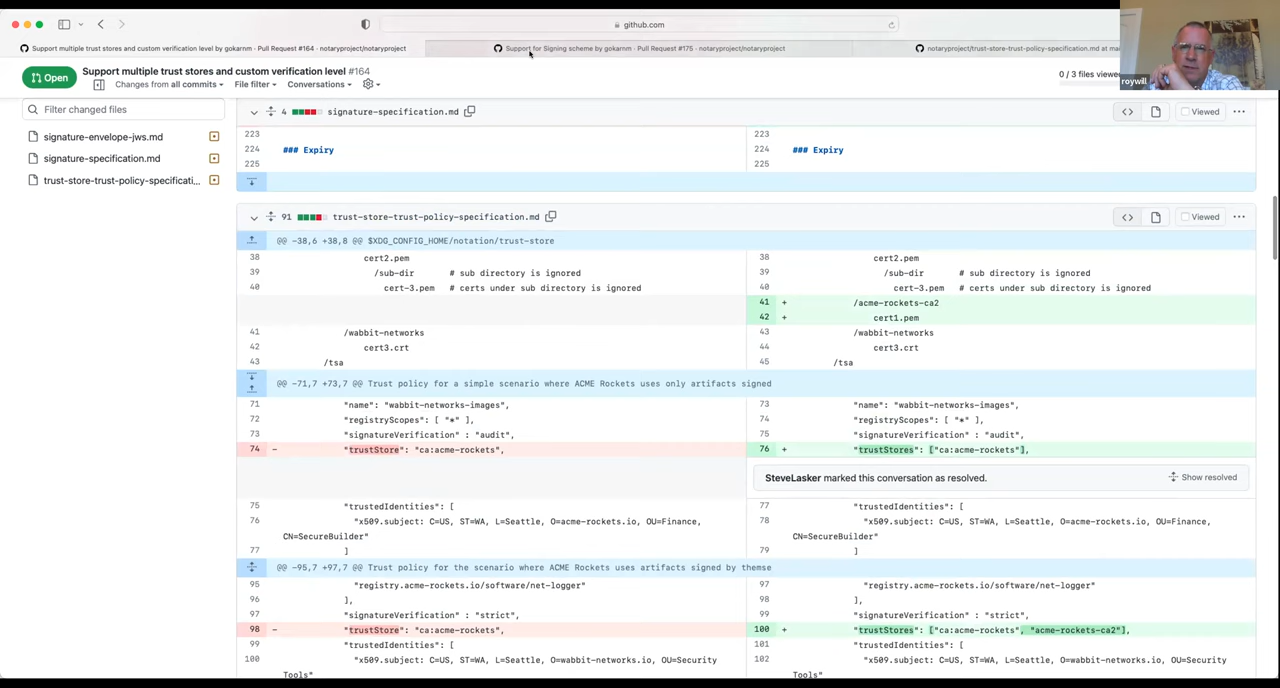 github.com
Support multiple trust stores and custom verification level by gokarnm · Pull Request #164 · notaryproject/notaryproject
Support for Signing scheme by gokarnm · Pull Request #175 · notaryproject/notaryproject
notaryproject/trust-store-trust-policy-specification.md at mai
Open
Support multiple trust stores and custom verification level #164
Changes from all commits
File filter
Conversations
0 / 3 files viewed
roywill
Filter changed files
signature-envelope-jws.md
signature-specification.md
trust-store-trust-policy-specificati...
4 signature-specification.md
Viewed
223
223
224 ### Expiry
224 ### Expiry
225
225
91 trust-store-trust-policy-specification.md
Viewed
@@ -38,6 +38,8 @@ $XDG_CONFIG_HOME/notation/trust-store
38 cert2.pem
38 cert2.pem
39 /sub-dir # sub directory is ignored
39 /sub-dir # sub directory is ignored
40 cert-3.pem # certs under sub directory is ignored
40 cert-3.pem # certs under sub directory is ignored
41 + /acme-rockets-ca2
42 + cert1.pem
41 /wabbit-networks
43 /wabbit-networks
42 cert3.crt
44 cert3.crt
43 /tsa
45 /tsa
@@ -71,7 +73,7 @@ Trust policy for a simple scenario where ACME Rockets uses only artifacts signed
71 "name": "wabbit-networks-images",
73 "name": "wabbit-networks-images",
72 "registryScopes": [ "*" ],
74 "registryScopes": [ "*" ],
73 "signatureVerification" : "audit",
75 "signatureVerification" : "audit",
74 - "trustStore": "ca:acme-rockets",
76 + "trustStores": ["ca:acme-rockets"],
SteveLasker marked this conversation as resolved.
Show resolved
75 "trustedIdentities": [
77 "trustedIdentities": [
76 "x509.subject: C=US, ST=WA, L=Seattle, O=acme-rockets.io, OU=Finance,
CN=SecureBuilder"
78 "x509.subject: C=US, ST=WA, L=Seattle, O=acme-rockets.io, OU=Finance,
CN=SecureBuilder"
77 ]
79 ]
@@ -95,7 +97,7 @@ Trust policy for the scenario where ACME Rockets uses artifacts signed by themse
95 "registry.acme-rockets.io/software/net-logger"
97 "registry.acme-rockets.io/software/net-logger"
96 ],
98 ],
97 "signatureVerification" : "strict",
99 "signatureVerification" : "strict",
98 - "trustStore": "ca:acme-rockets",
100 + "trustStores": ["ca:acme-rockets", "acme-rockets-ca2"],
99 "trustedIdentities": [
101 "trustedIdentities": [
100 "x509.subject: C=US, ST=WA, L=Seattle, O=wabbit-networks.io, OU=Security
Tools"
102 "x509.subject: C=US, ST=WA, L=Seattle, O=wabbit-networks.io, OU=Security
Tools"